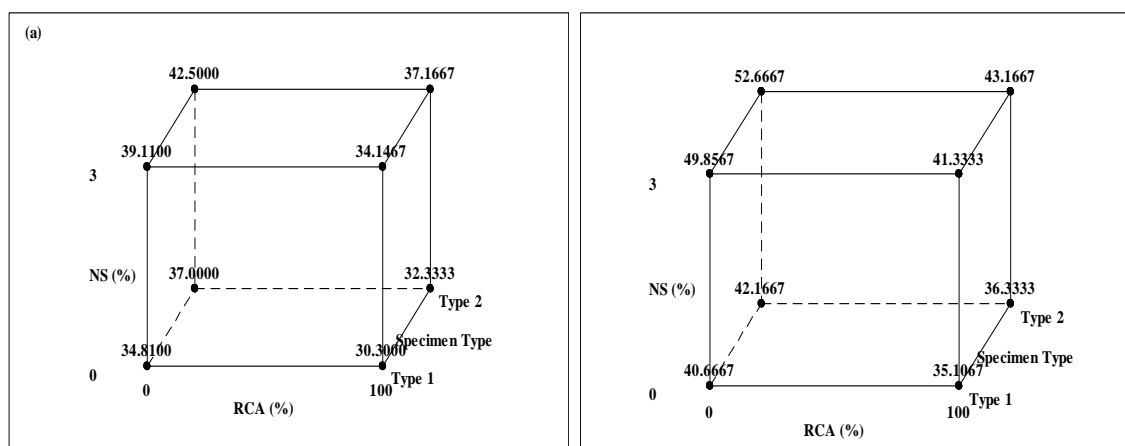 (a)
42.5000 37.1667
39.1100 34.1467
3
NS (%)
37.0000 32.3333
Type 2
Specimen Type
34.8100 30.3000
Type 1
0
0 100
RCA (%)
52.6667 43.1667
49.8567 41.3333
3
NS (%)
42.1667 36.3333
Type 2
Specimen Type
40.6667 35.1067
Type 1
0
0 100
RCA (%)